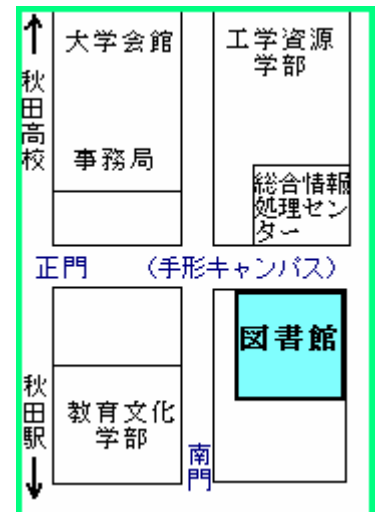 ↑
秋田高校
大学会館
事務局
工学資源
学部
総合情報
処理セン
ター
正門
(手形キャンパス)
図書館
秋田駅
↓
教育文化
学部
南門